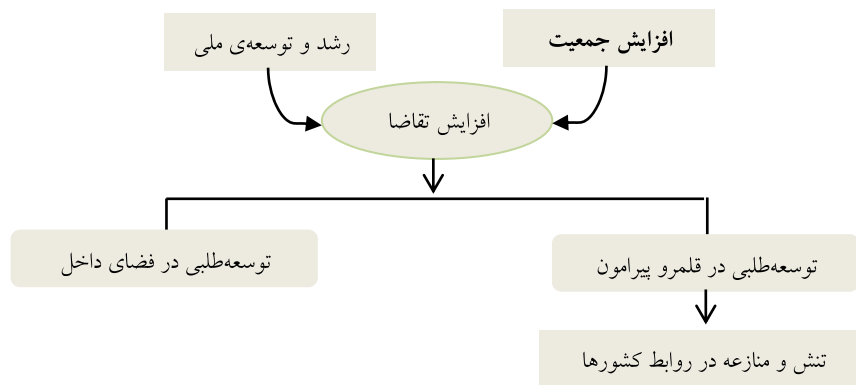 افزایش جمعیت
رشد و توسعه‌ی ملی
افزایش تقاضا
توسعه‌طلبی در قلمرو پیرامون
توسعه‌طلبی در فضای داخل
تنش و منازعه در روابط کشورها